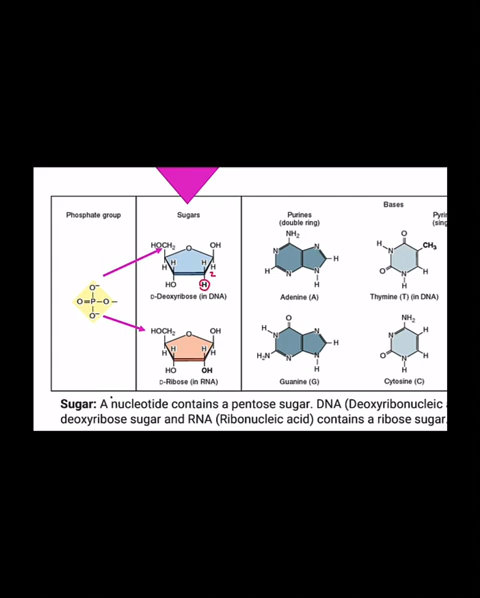 Bases
Phosphate group
Sugars
Purines
(double ring)
HOCH2
O
OH
H
H
H
H
HO
H
2
D-Deoxyribose (in DNA)
NH2
N
N
N
N
H
H
H
Adenine (A)
O
H
N
CH3
O
N
H
H
Thymine (T) (in DNA)
O−
O=P−O−
O−
HOCH2
O
OH
H
H
H
H
HO
OH
D-Ribose (in RNA)
O
H
N
N
H2N
N
N
H
H
Guanine (G)
NH2
N
H
O
N
H
H
Cytosine (C)
Sugar: A nucleotide contains a pentose sugar. DNA (Deoxyribonucleic
deoxyribose sugar and RNA (Ribonucleic acid) contains a ribose sugar.